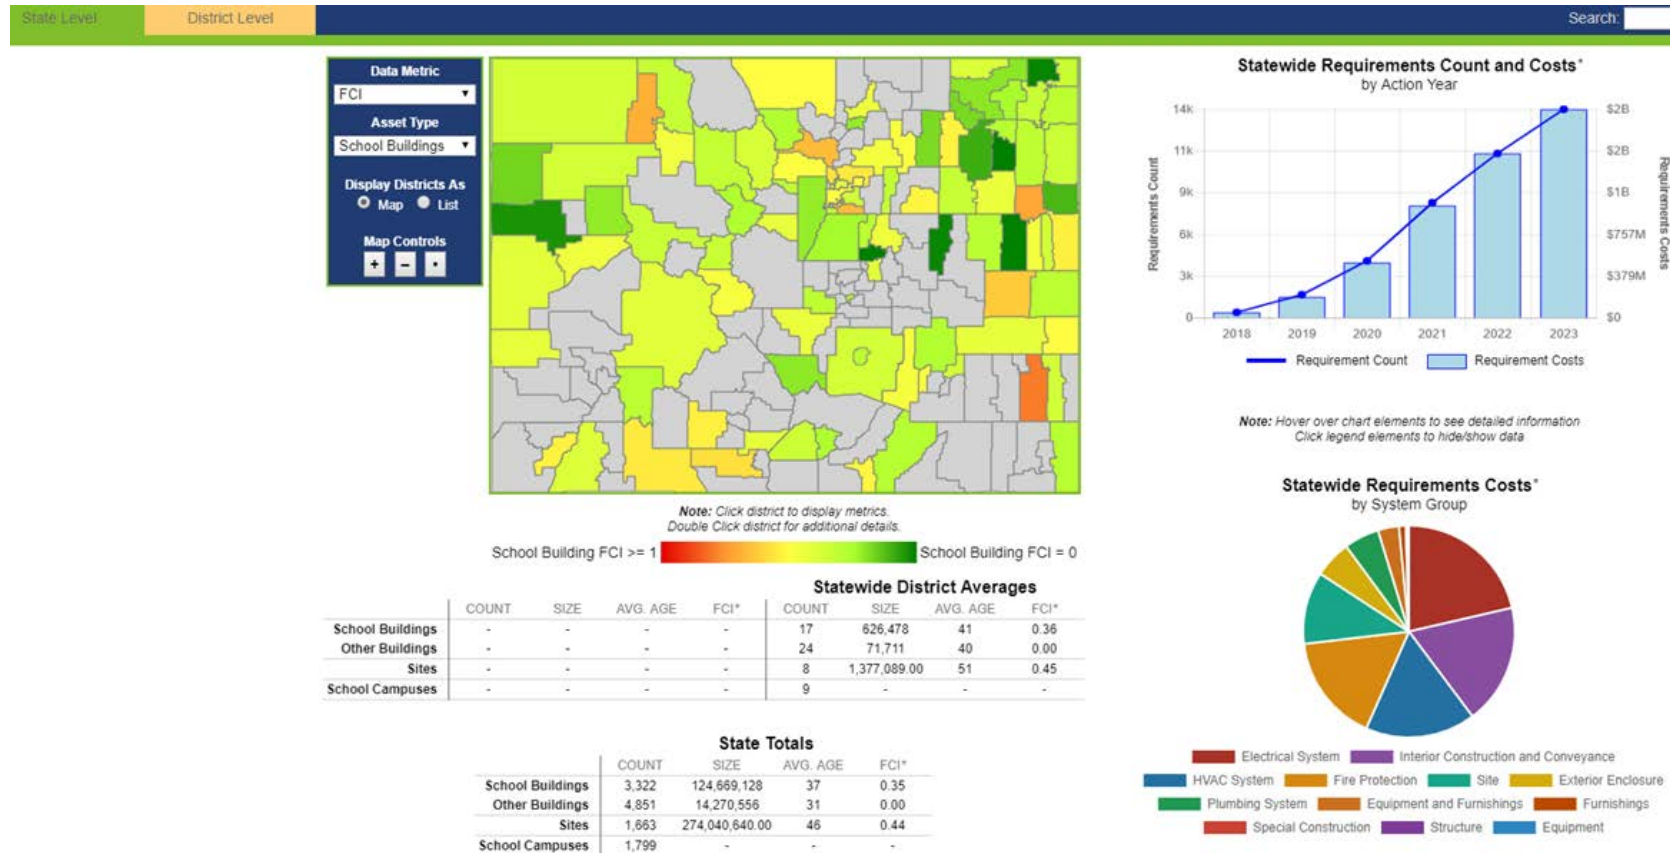 State Level
District Level
Search:
Data Metric
FCI
Asset Type
School Buildings
Display Districts As
Map
List
Map Controls
+
−
•
Note: Click district to display metrics.
Double Click district for additional details.
School Building FCI >= 1
School Building FCI = 0
Statewide District Averages
COUNT SIZE AVG. AGE FCI* COUNT SIZE AVG. AGE FCI*
School Buildings - - - - 17 626,478 41 0.36
Other Buildings - - - - 24 71,711 40 0.00
Sites - - - - 8 1,377,089.00 51 0.45
School Campuses - - - - 9 - - -
State Totals
COUNT SIZE AVG. AGE FCI*
School Buildings 3,322 124,669,128 37 0.35
Other Buildings 4,851 14,270,556 31 0.00
Sites 1,663 274,040,640.00 46 0.44
School Campuses 1,799 - - -
Statewide Requirements Count and Costs*
by Action Year
Requirements Count
14k
11k
9k
6k
3k
0
$2B
$2B
$1B
$757M
$379M
$0
Requirements Costs
2018 2019 2020 2021 2022 2023
Requirement Count Requirement Costs
Note: Hover over chart elements to see detailed information
Click legend elements to hide/show data
Statewide Requirements Costs*
by System Group
Electrical System Interior Construction and Conveyance
HVAC System Fire Protection Site Exterior Enclosure
Plumbing System Equipment and Furnishings Furnishings
Special Construction Structure Equipment